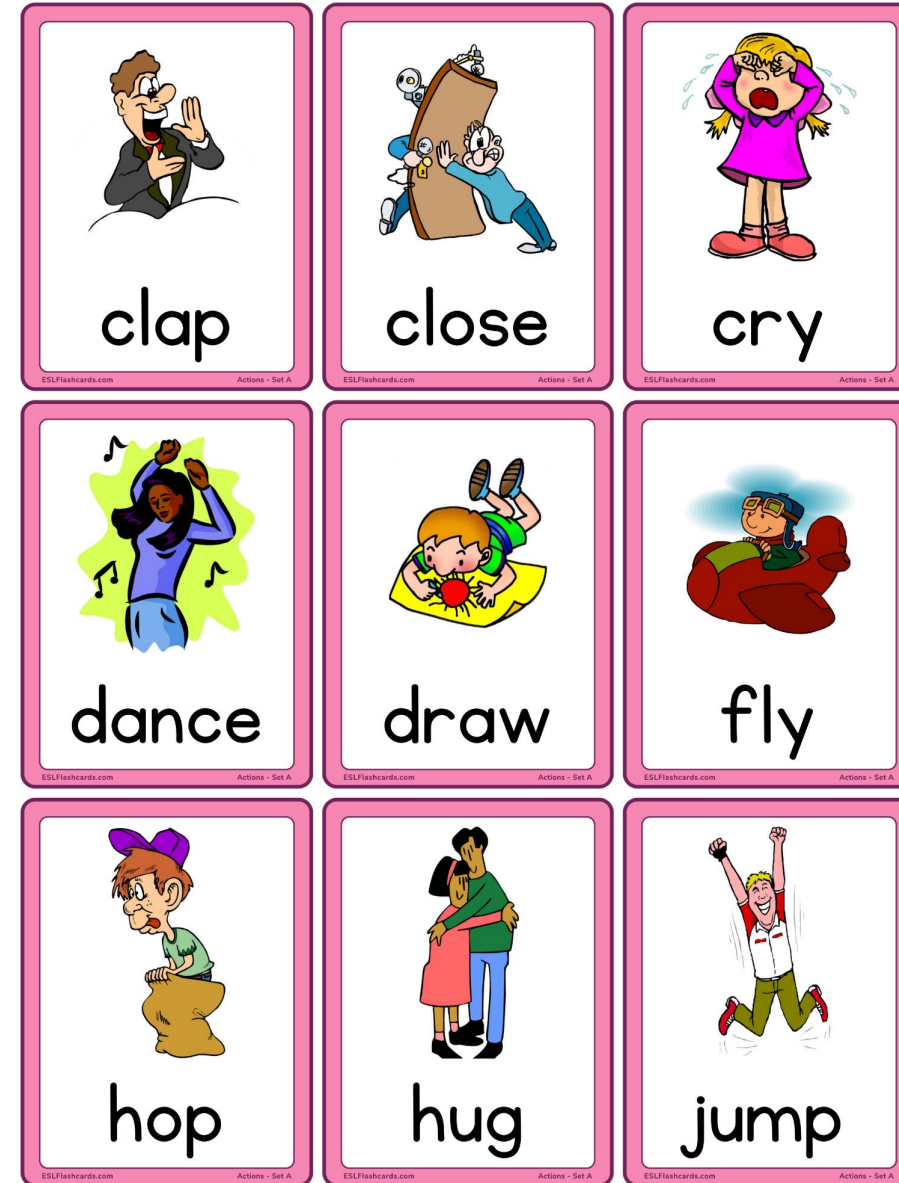 clap
ESLFlashcards.com Actions - Set A
close
ESLFlashcards.com Actions - Set A
cry
ESLFlashcards.com Actions - Set A
dance
ESLFlashcards.com Actions - Set A
draw
ESLFlashcards.com Actions - Set A
fly
ESLFlashcards.com Actions - Set A
hop
ESLFlashcards.com Actions - Set A
hug
ESLFlashcards.com Actions - Set A
jump
ESLFlashcards.com Actions - Set A